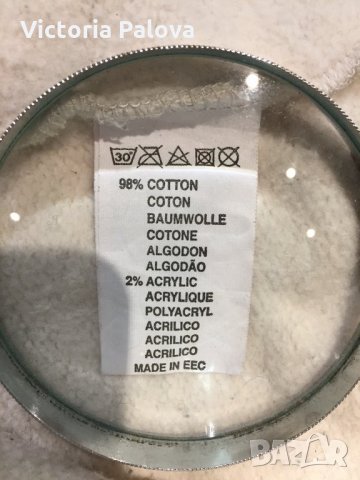 Victoria Palova
30°
98% COTTON
COTON
BAUMWOLLE
COTONE
ALGODON
ALGODÃO
2% ACRYLIC
ACRYLIQUE
POLYACRYL
ACRILICO
ACRILICO
ACRILICO
MADE IN EEC
BAZAR